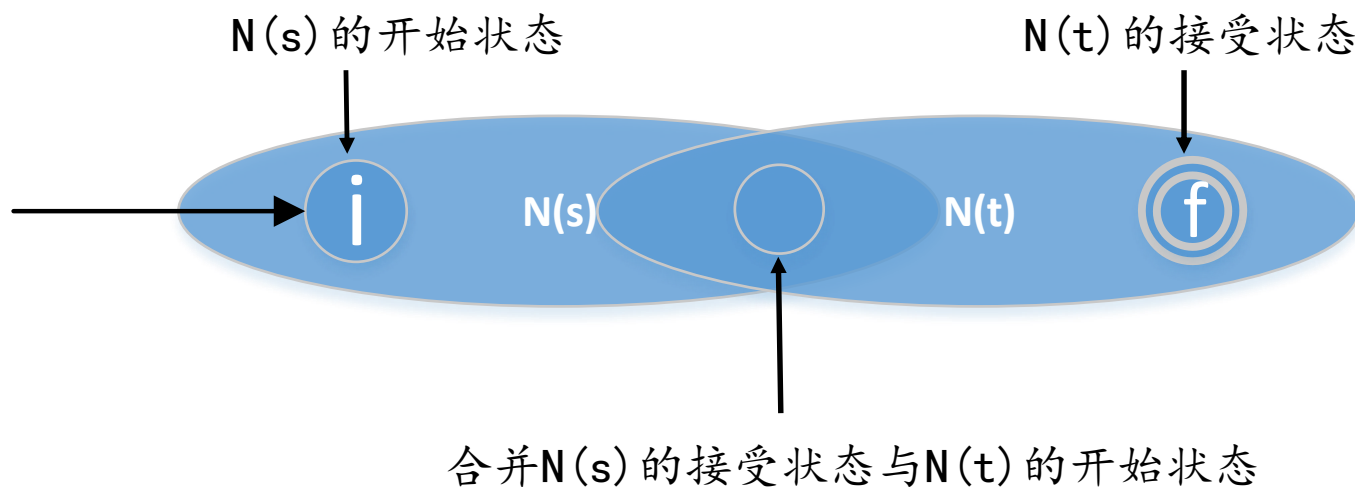 N(s)的开始状态
N(t)的接受状态
i
N(s)
N(t)
f
合并N(s)的接受状态与N(t)的开始状态